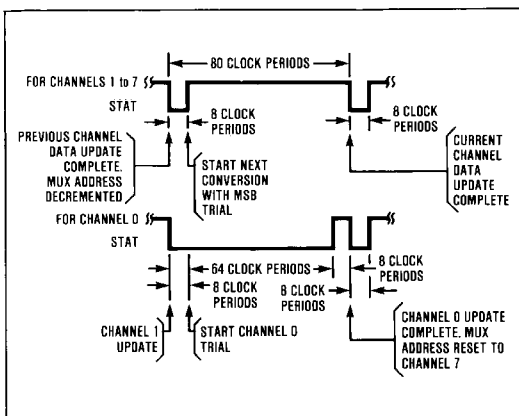 80 CLOCK PERIODS
FOR CHANNELS 1 to 7
STAT
8 CLOCK
PERIODS
8 CLOCK
PERIODS
PREVIOUS CHANNEL
DATA UPDATE
COMPLETE.
MUX ADDRESS
DECREMENTED
START NEXT
CONVERSION
WITH MSB
TRIAL
CURRENT
CHANNEL
DATA
UPDATE
COMPLETE
FOR CHANNEL 0
STAT
64 CLOCK PERIODS
8 CLOCK
PERIODS
8 CLOCK
PERIODS
8 CLOCK
PERIODS
CHANNEL 1
UPDATE
START CHANNEL 0
TRIAL
CHANNEL 0 UPDATE
COMPLETE. MUX
ADDRESS RESET TO
CHANNEL 7